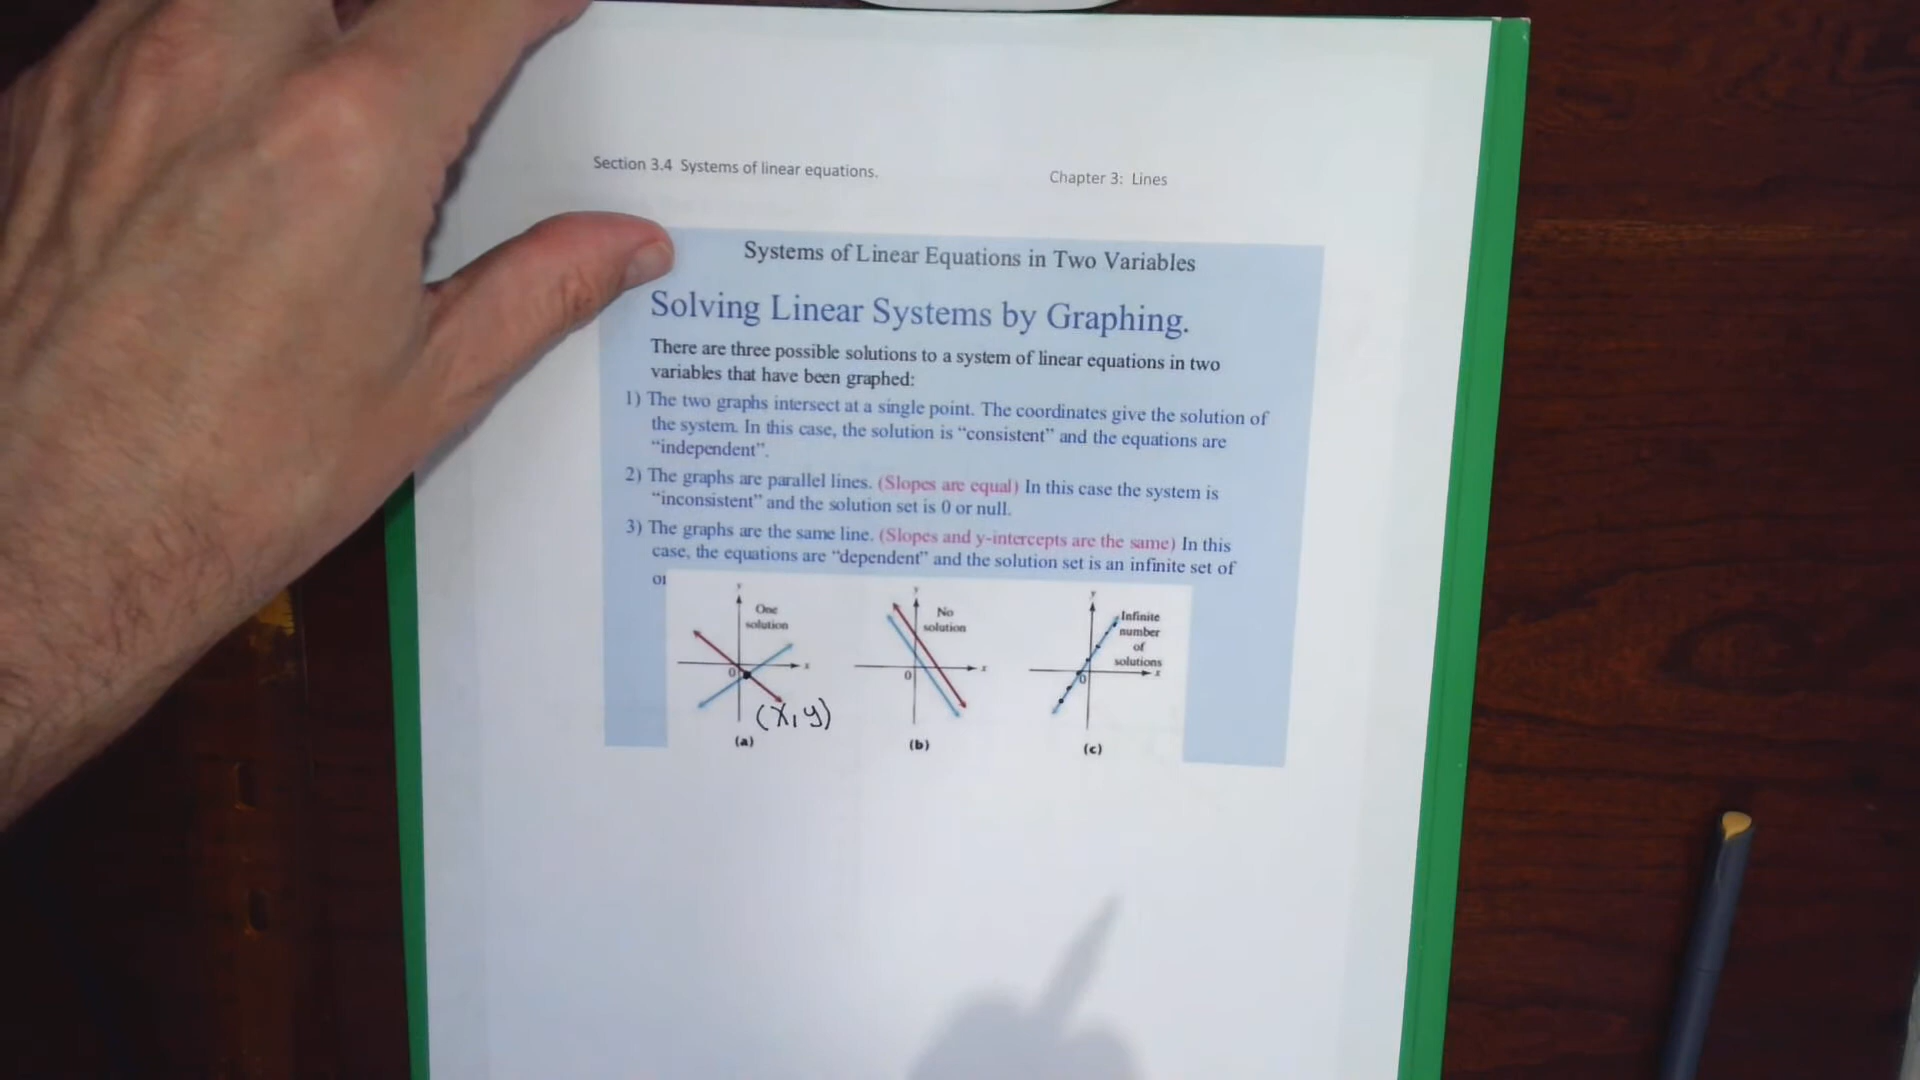 Section 3.4 Systems of linear equations.
Chapter 3: Lines
Systems of Linear Equations in Two Variables
Solving Linear Systems by Graphing.
There are three possible solutions to a system of linear equations in two
variables that have been graphed:
1) The two graphs intersect at a single point. The coordinates give the solution of
the system. In this case, the solution is “consistent” and the equations are
“independent”.
2) The graphs are parallel lines. (Slopes are equal) In this case the system is
“inconsistent” and the solution set is 0 or null.
3) The graphs are the same line. (Slopes and y-intercepts are the same) In this
case, the equations are “dependent” and the solution set is an infinite set of
y
One
solution
0
x
(x,y)
(a)
y
No
solution
0
x
(b)
y
Infinite
number
of
solutions
0
x
(c)